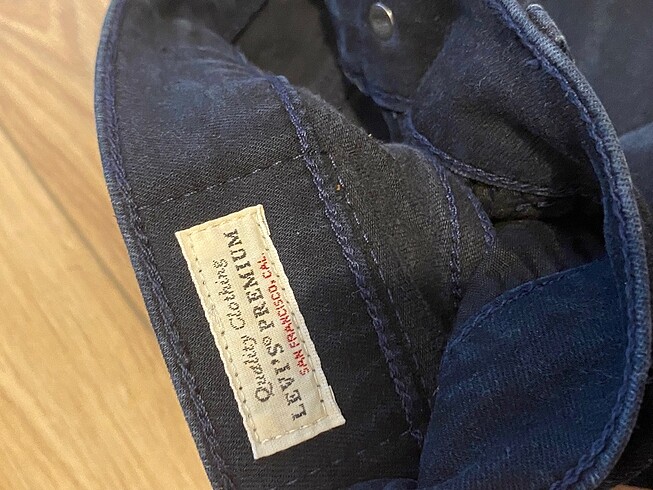 Quality Clothing
LEVI'S® PREMIUM
SAN FRANCISCO, CAL.